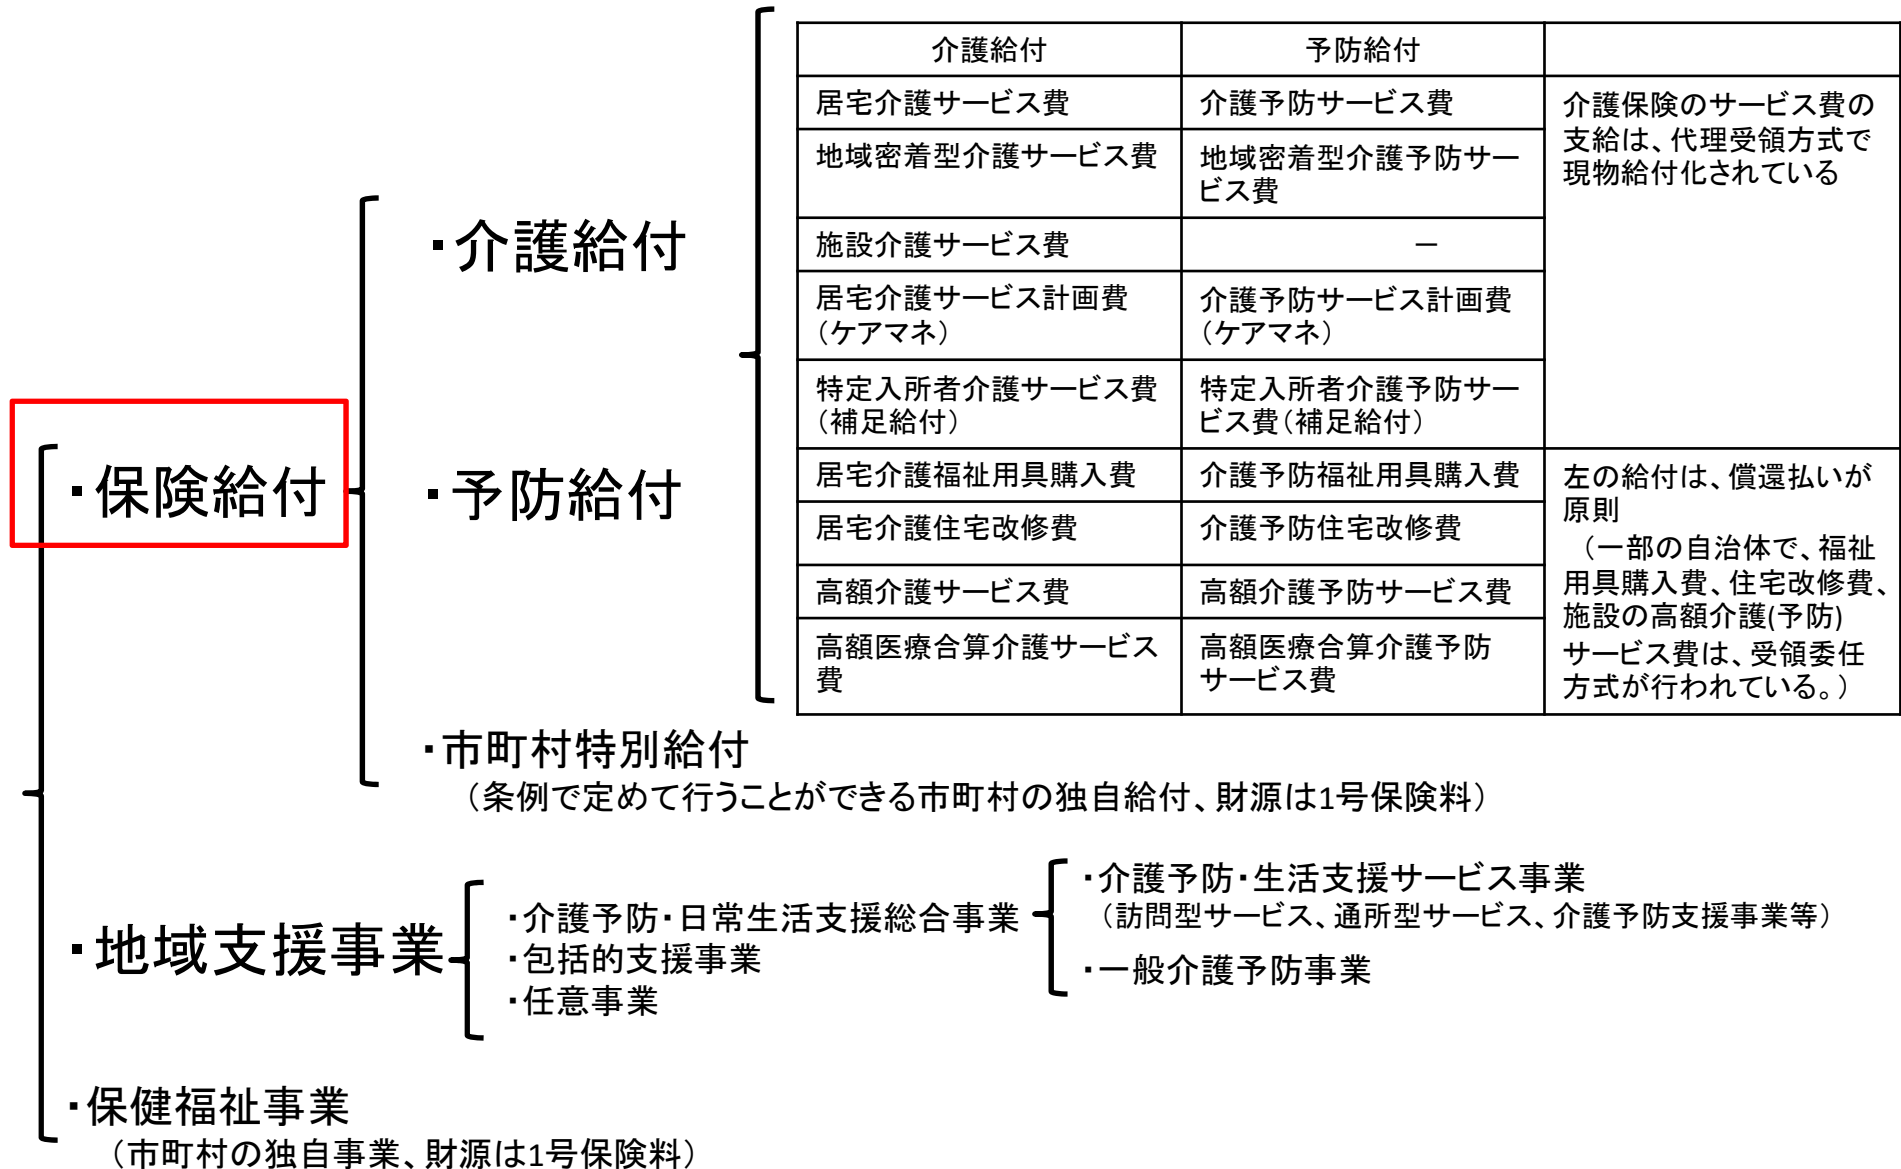 介護給付
予防給付
居宅介護サービス費
介護予防サービス費
介護保険のサービス費の
支給は、代理受領方式で
現物給付化されている
地域密着型介護サービス費
地域密着型介護予防サー
ビス費
施設介護サービス費
－
居宅介護サービス計画費
（ケアマネ）
介護予防サービス計画費
（ケアマネ）
特定入所者介護サービス費
（補足給付）
特定入所者介護予防サー
ビス費（補足給付）
居宅介護福祉用具購入費
介護予防福祉用具購入費
左の給付は、償還払いが
原則
（一部の自治体で、福祉
用具購入費、住宅改修費、
施設の高額介護(予防)
サービス費は、受領委任
方式が行われている。）
居宅介護住宅改修費
介護予防住宅改修費
高額介護サービス費
高額介護予防サービス費
高額医療合算介護サービス
費
高額医療合算介護予防
サービス費
・介護給付
・保険給付
・予防給付
・市町村特別給付
（条例で定めて行うことができる市町村の独自給付、財源は1号保険料）
・地域支援事業
・介護予防・日常生活支援総合事業
・包括的支援事業
・任意事業
・介護予防・生活支援サービス事業
（訪問型サービス、通所型サービス、介護予防支援事業等）
・一般介護予防事業
・保健福祉事業
（市町村の独自事業、財源は1号保険料）